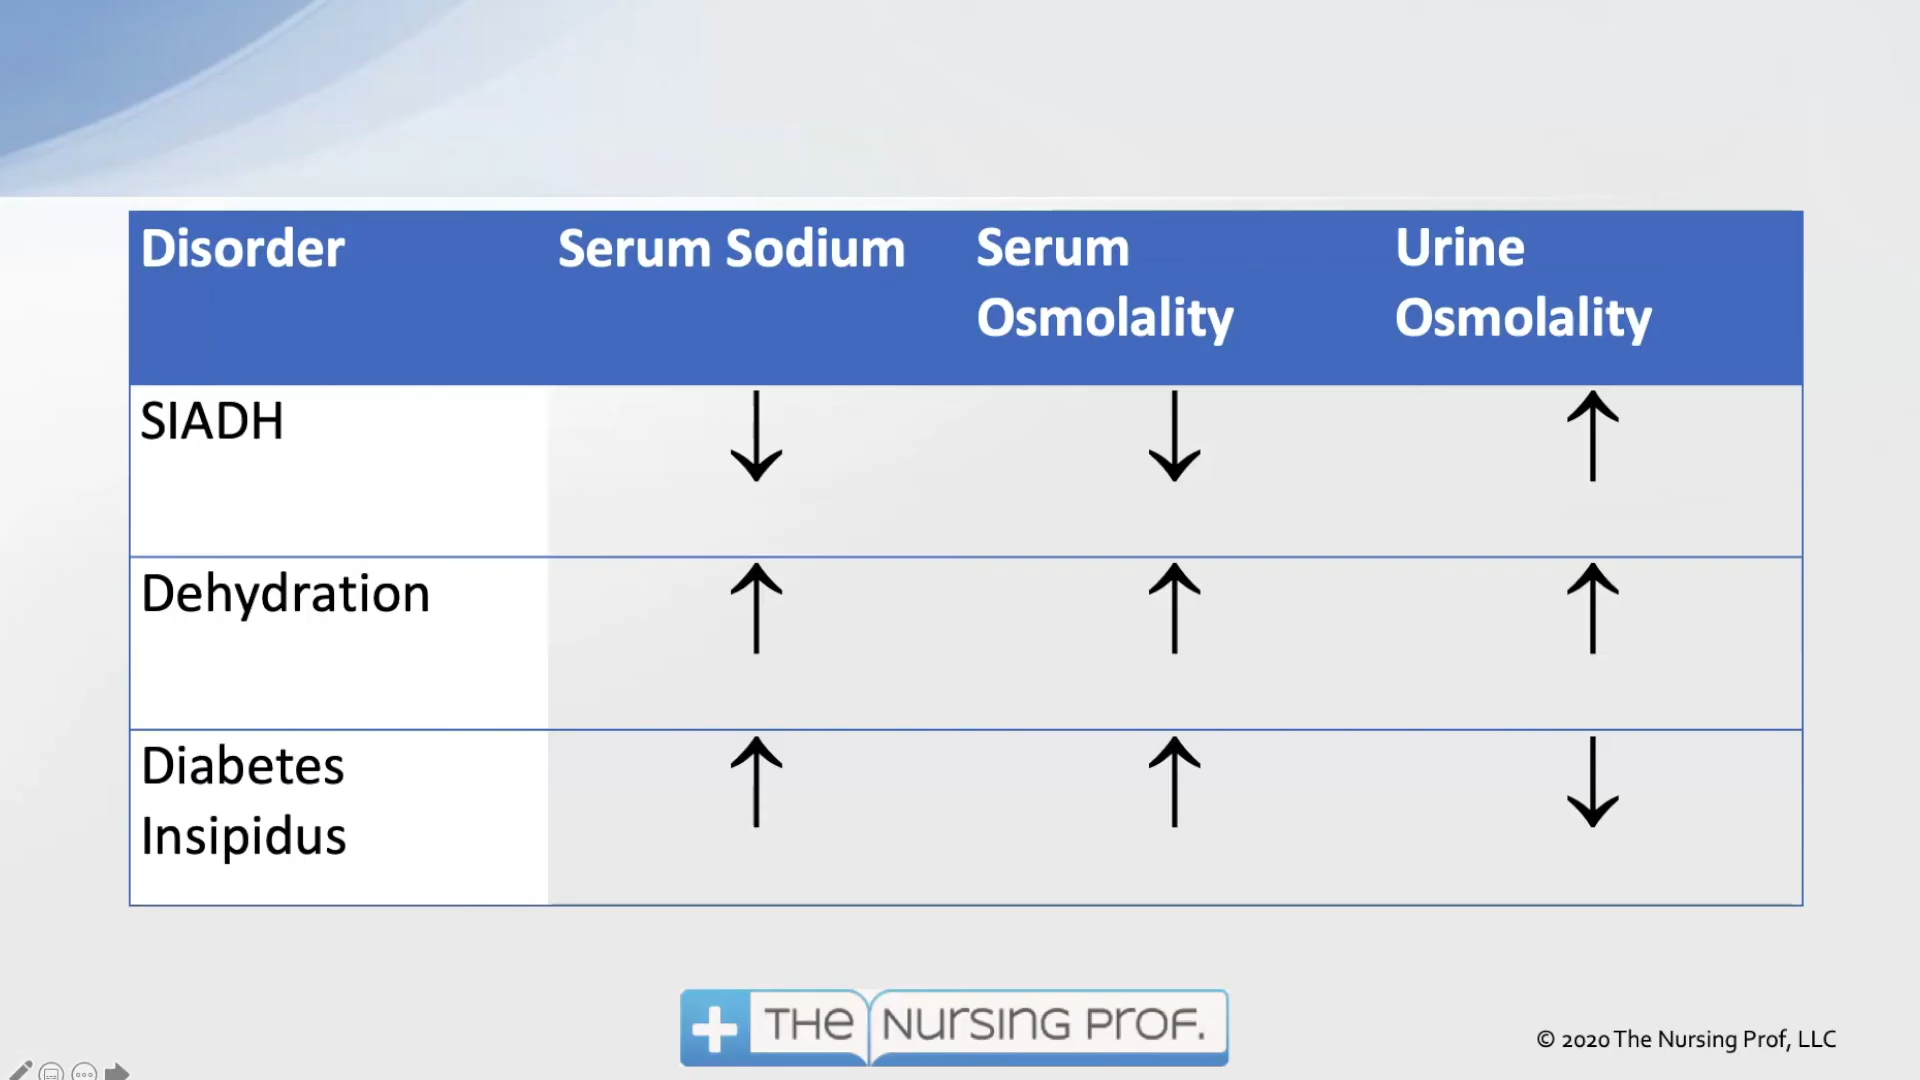 Disorder
Serum Sodium
Serum
Osmolality
Urine
Osmolality
SIADH
↓
↓
↑
Dehydration
↑
↑
↑
Diabetes
Insipidus
↑
↑
↓
THE NURSING PROF.
© 2020 The Nursing Prof, LLC